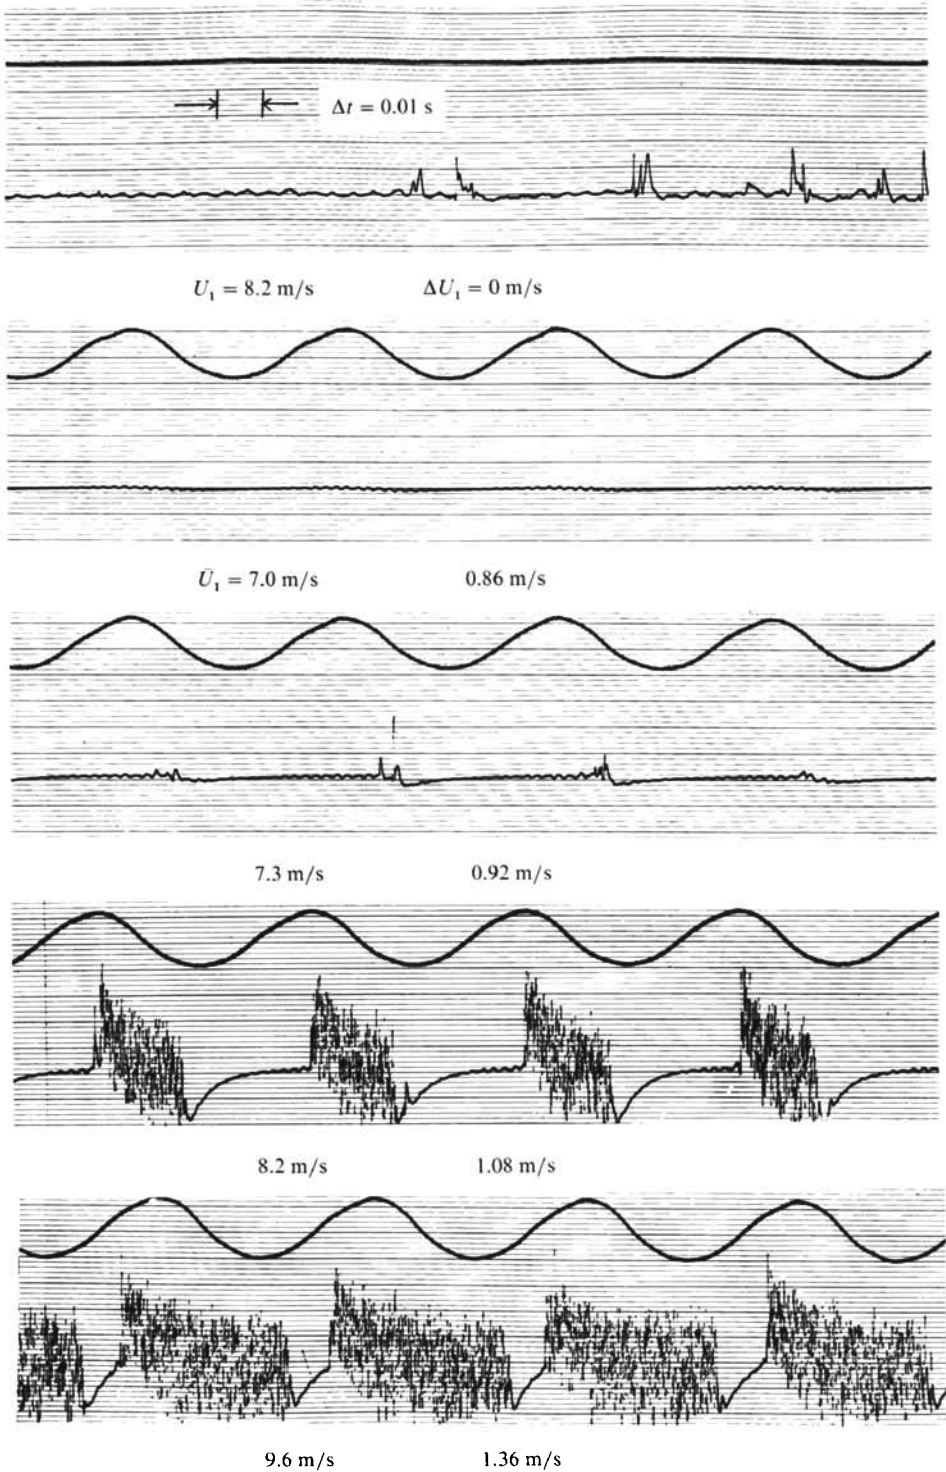 Δt = 0.01 s
U₁ = 8.2 m/s ΔU₁ = 0 m/s
Ū₁ = 7.0 m/s 0.86 m/s
7.3 m/s 0.92 m/s
8.2 m/s 1.08 m/s
9.6 m/s 1.36 m/s